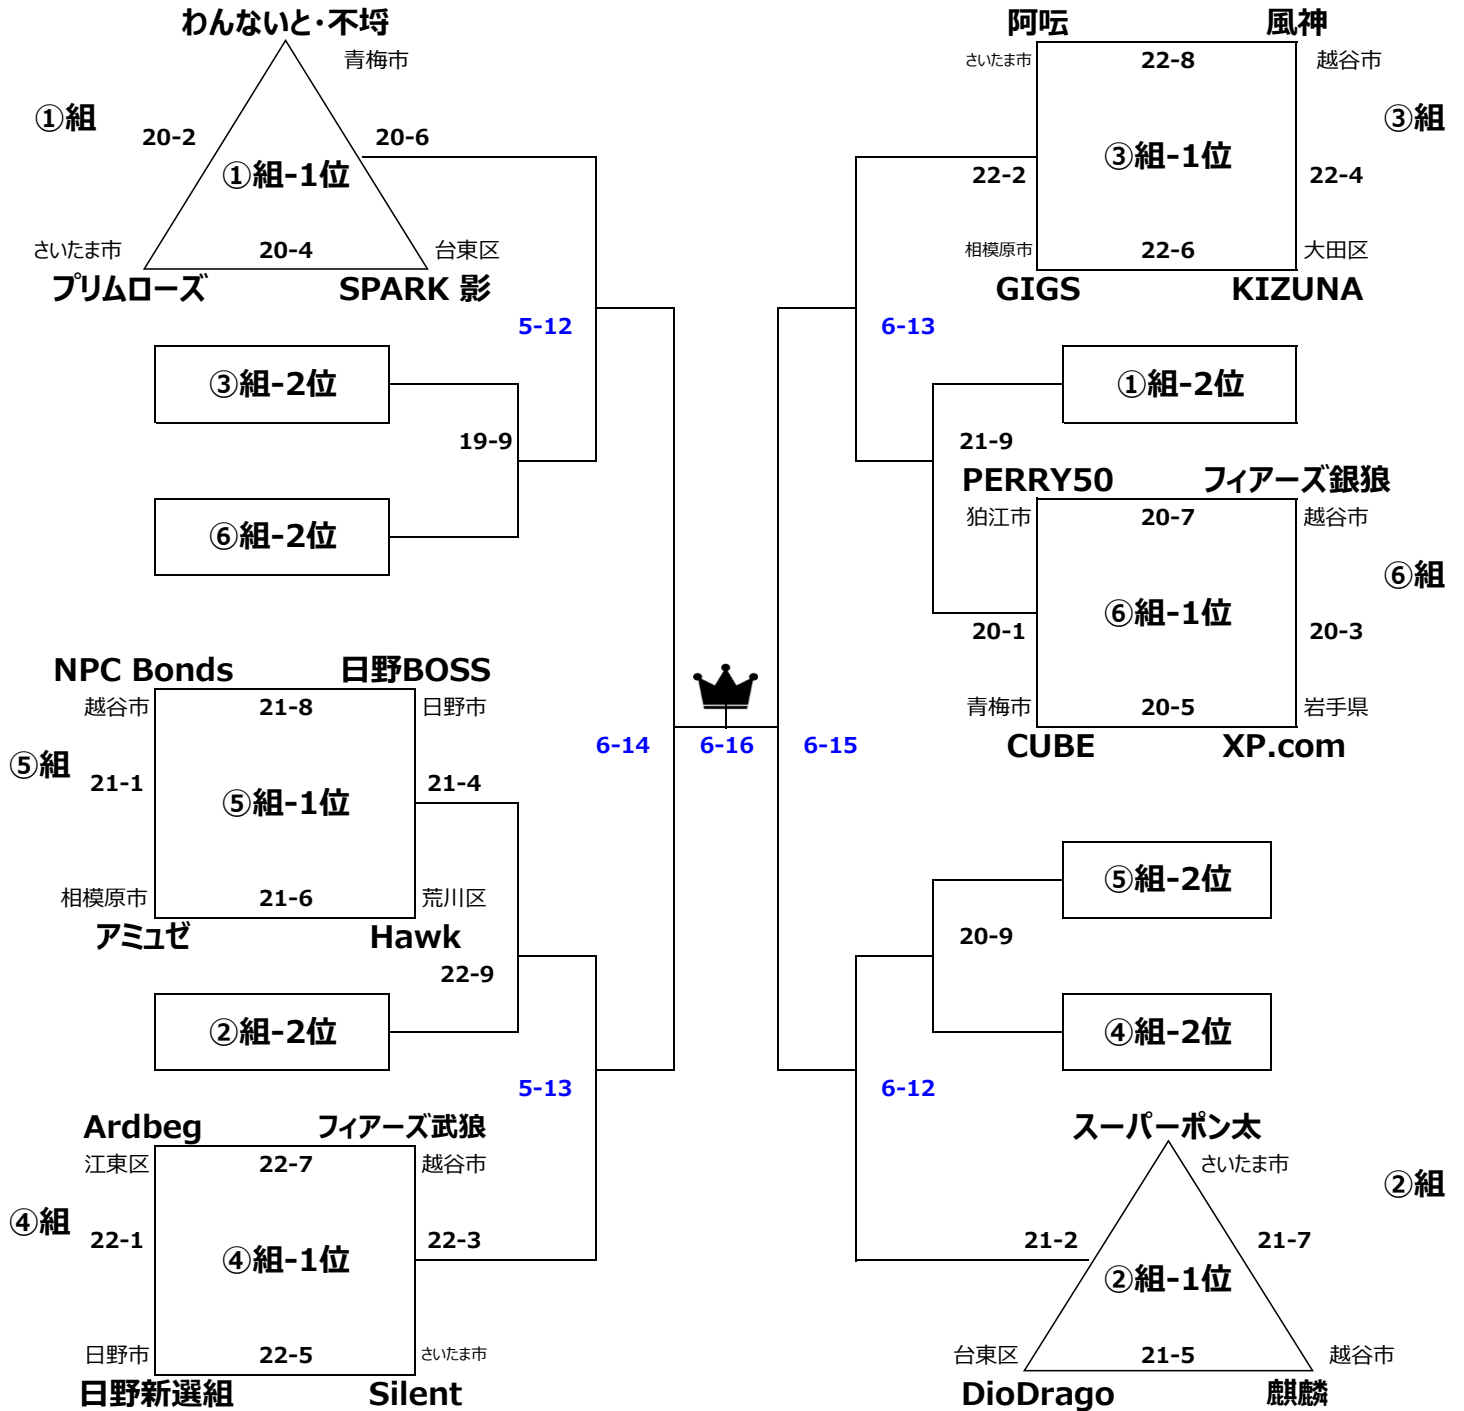 わんないと・不埒
青梅市
①組
20-2
20-6
①組-1位
さいたま市
20-4
台東区
プリムローズ
SPARK 影
5-12
③組-2位
19-9
⑥組-2位
NPC Bonds
日野BOSS
越谷市
21-8
日野市
⑤組
21-1
⑤組-1位
21-4
相模原市
21-6
荒川区
アミュゼ
Hawk
22-9
②組-2位
5-13
Ardbeg
フィアーズ武狼
江東区
22-7
越谷市
④組
22-1
④組-1位
22-3
日野市
22-5
さいたま市
日野新選組
Silent
6-14
6-16
6-15
阿呍
風神
さいたま市
22-8
越谷市
③組
③組-1位
22-2
22-4
相模原市
22-6
大田区
GIGS
KIZUNA
6-13
①組-2位
21-9
PERRY50
フィアーズ銀狼
狛江市
20-7
越谷市
⑥組
⑥組-1位
20-1
20-3
青梅市
20-5
岩手県
CUBE
XP.com
⑤組-2位
20-9
④組-2位
6-12
スーパーポン太
さいたま市
②組
21-2
21-7
②組-1位
台東区
21-5
越谷市
DioDrago
麒麟